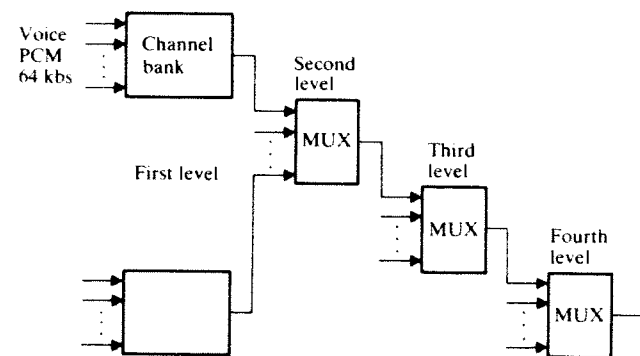 Voice
PCM
64 kbs
Channel
bank
Second
level
MUX
First level
Third
level
MUX
Fourth
level
MUX